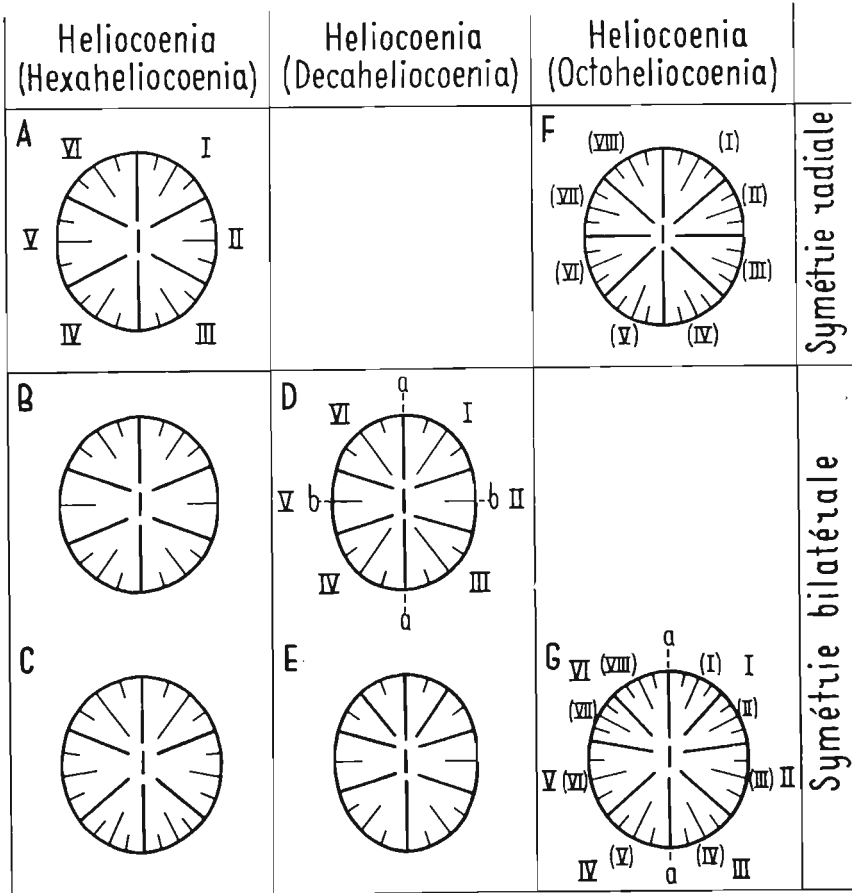 Heliocoenia
(Hexaheliocoenia)
Heliocoenia
(Decaheliocoenia)
Heliocoenia
(Octoheliocoenia)
A
VI I
V II
IV III
F
(VIII) (I)
(VII) (II)
(VI) (III)
(V) (IV)
Symétrie radiale
B
D
a
VI I
V b b II
IV III
a
C
E
G
a
VI (VIII) (I) I
(VII) (II)
V (VI) (III) II
IV (V) (IV) III
a
Symétrie bilatérale